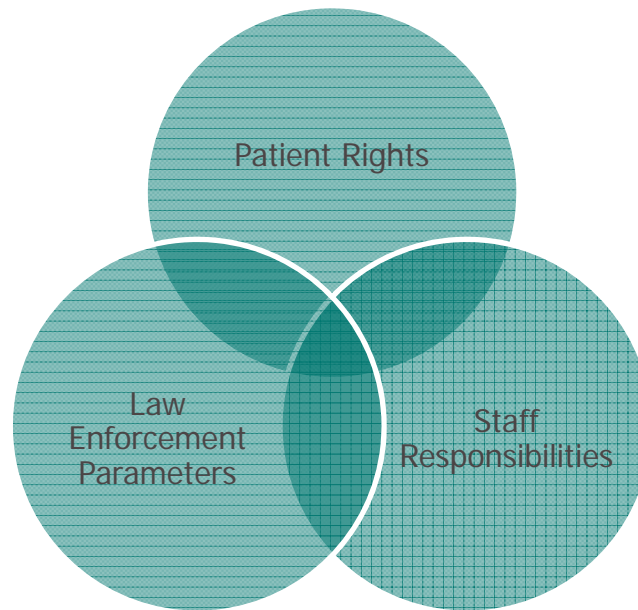 Patient Rights
Law
Enforcement
Parameters
Staff
Responsibilities